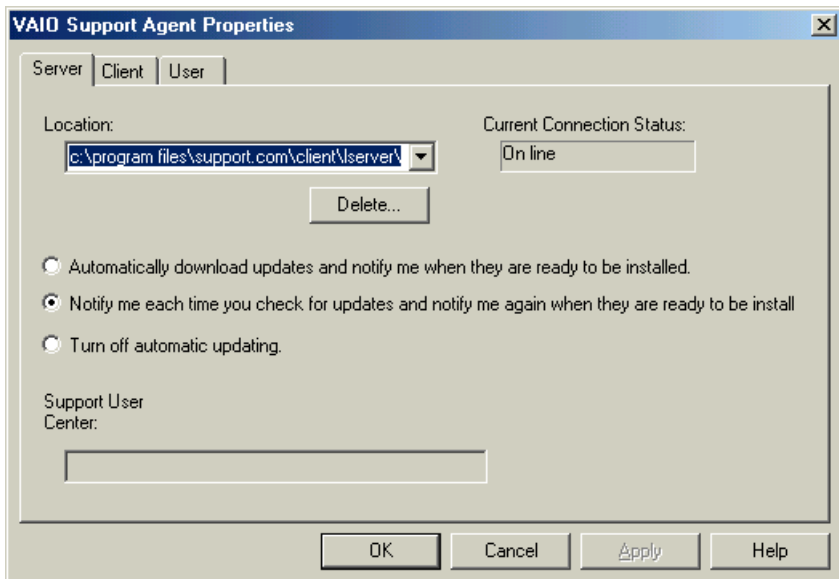 VAIO Support Agent Properties
Server Client User
Location:
c:\program files\support.com\client\lserver\
Current Connection Status:
On line
Delete...
Automatically download updates and notify me when they are ready to be installed.
Notify me each time you check for updates and notify me again when they are ready to be install
Turn off automatic updating.
Support User
Center:
OK Cancel Apply Help